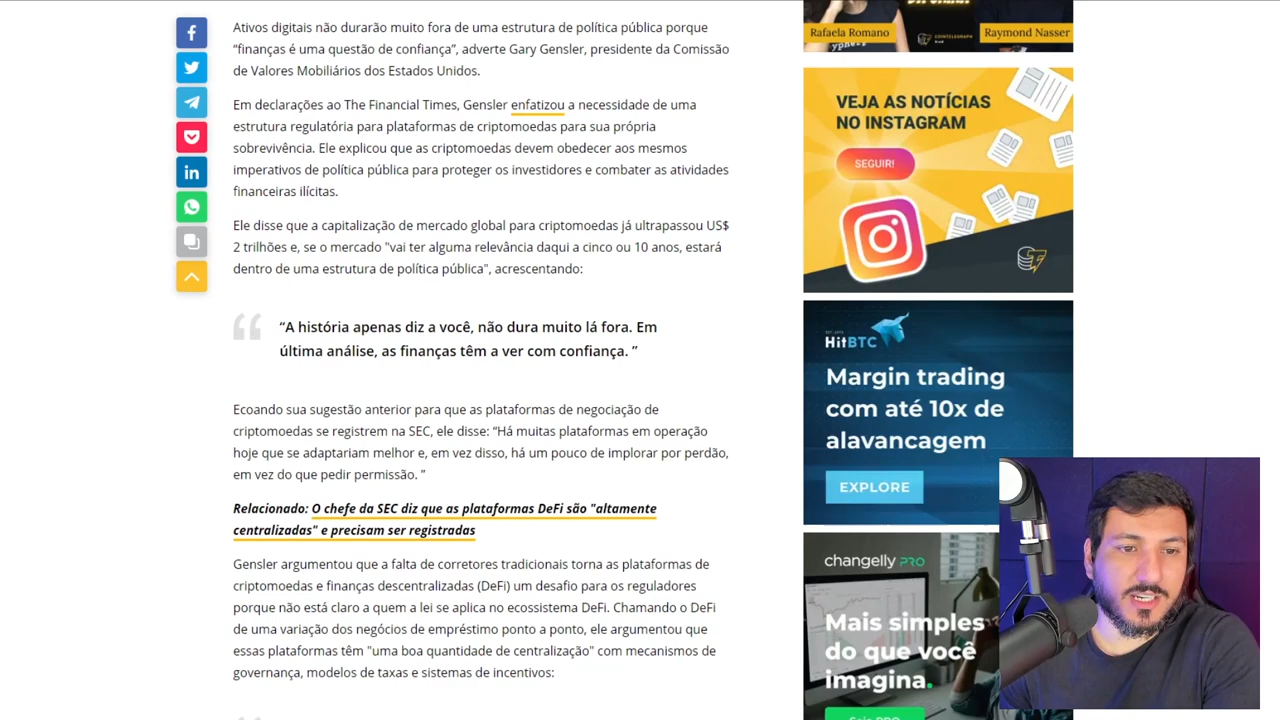 Ativos digitais não durarão muito fora de uma estrutura de política pública porque
“finanças é uma questão de confiança”, adverte Gary Gensler, presidente da Comissão
de Valores Mobiliários dos Estados Unidos.
Em declarações ao The Financial Times, Gensler enfatizou a necessidade de uma
estrutura regulatória para plataformas de criptomoedas para sua própria
sobrevivência. Ele explicou que as criptomoedas devem obedecer aos mesmos
imperativos de política pública para proteger os investidores e combater as atividades
financeiras ilícitas.
Ele disse que a capitalização de mercado global para criptomoedas já ultrapassou US$
2 trilhões e, se o mercado "vai ter alguma relevância daqui a cinco ou 10 anos, estará
dentro de uma estrutura de política pública", acrescentando:
“A história apenas diz a você, não dura muito lá fora. Em
última análise, as finanças têm a ver com confiança. ”
Ecoando sua sugestão anterior para que as plataformas de negociação de
criptomoedas se registrem na SEC, ele disse: “Há muitas plataformas em operação
hoje que se adaptariam melhor e, em vez disso, há um pouco de implorar por perdão,
em vez do que pedir permissão. ”
Relacionado: O chefe da SEC diz que as plataformas DeFi são "altamente
centralizadas" e precisam ser registradas
Gensler argumentou que a falta de corretores tradicionais torna as plataformas de
criptomoedas e finanças descentralizadas (DeFi) um desafio para os reguladores
porque não está claro a quem a lei se aplica no ecossistema DeFi. Chamando o DeFi
de uma variação dos negócios de empréstimo ponto a ponto, ele argumentou que
essas plataformas têm "uma boa quantidade de centralização" com mecanismos de
governança, modelos de taxas e sistemas de incentivos:
Rafaela Romano
Raymond Nasser
COINTELEGRAPH
VEJA AS NOTÍCIAS
NO INSTAGRAM
SEGUIR!
HitBTC
Margin trading
com até 10x de
alavancagem
EXPLORE
changelly PRO
Mais simples
do que você
imagina.